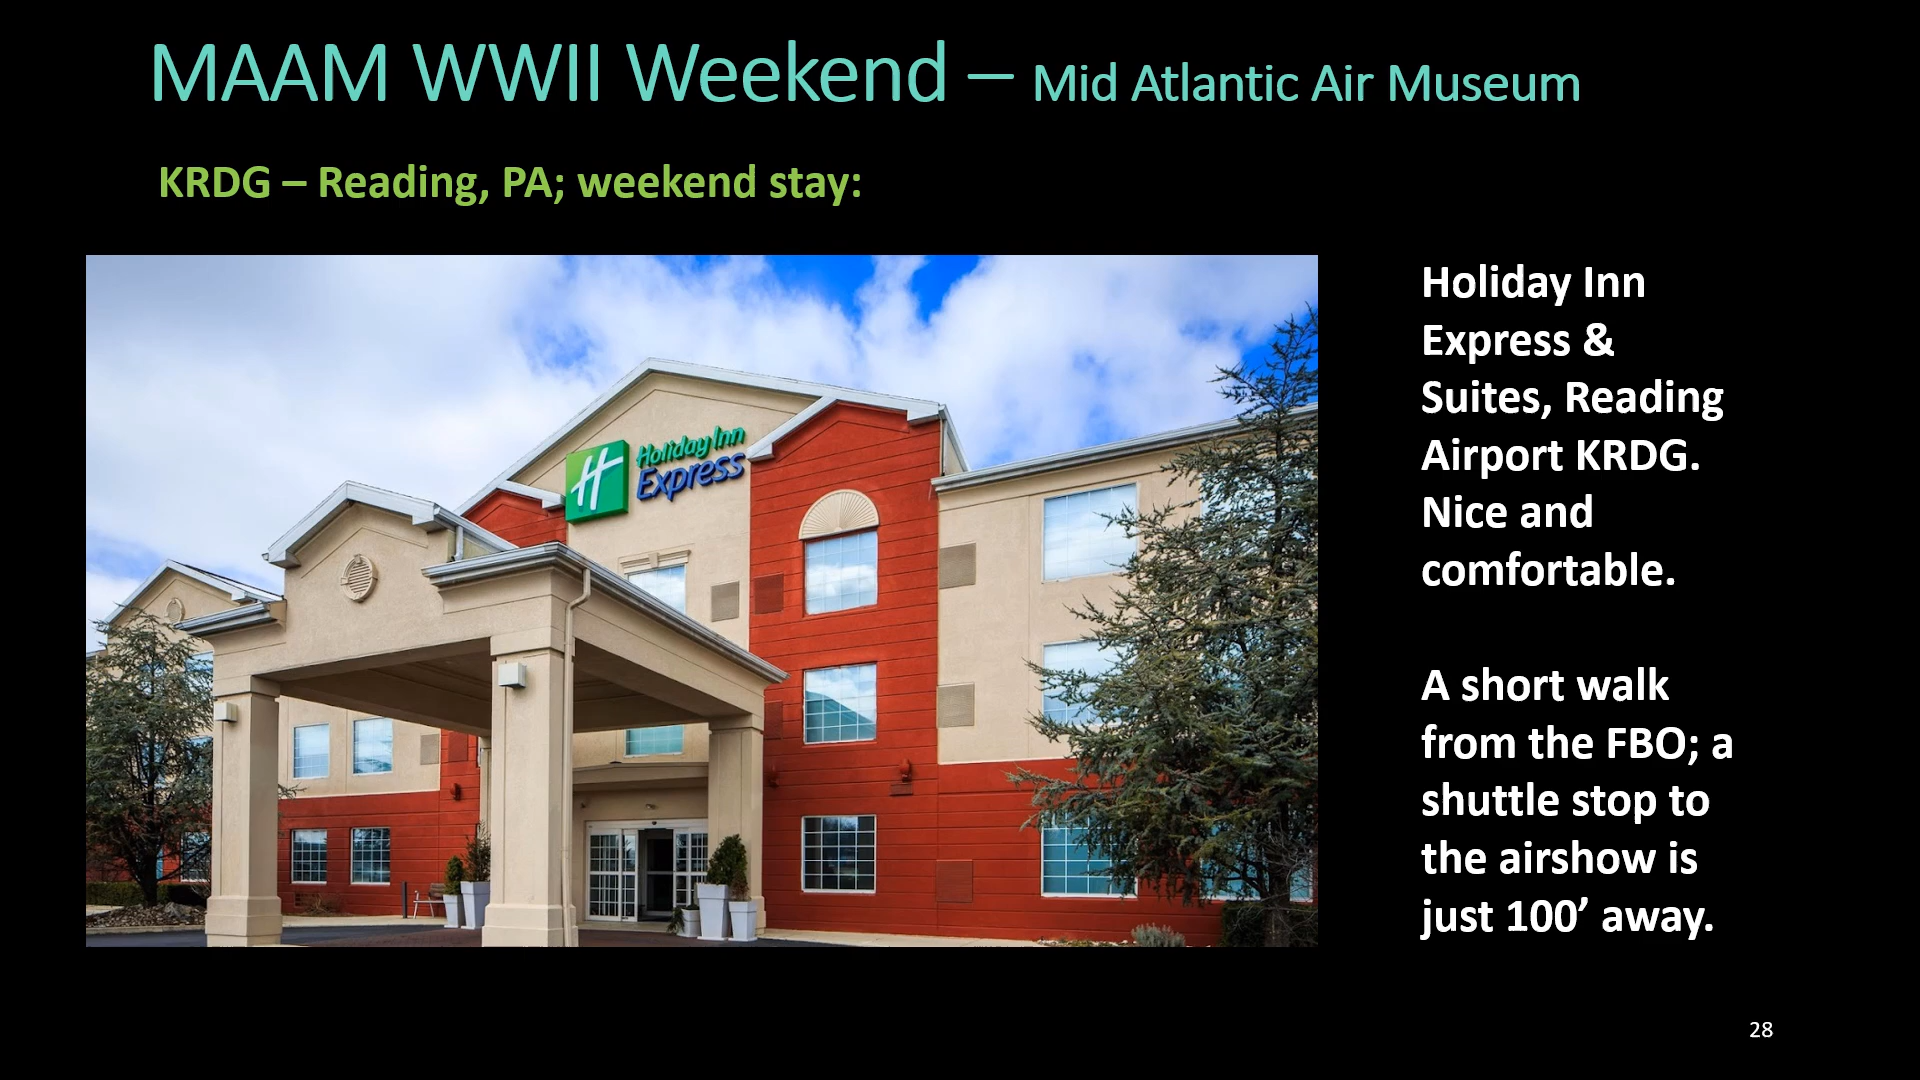 MAAM WWII Weekend – Mid Atlantic Air Museum
KRDG – Reading, PA; weekend stay:
Holiday Inn
Express
Holiday Inn
Express &
Suites, Reading
Airport KRDG.
Nice and
comfortable.
A short walk
from the FBO; a
shuttle stop to
the airshow is
just 100’ away.
28